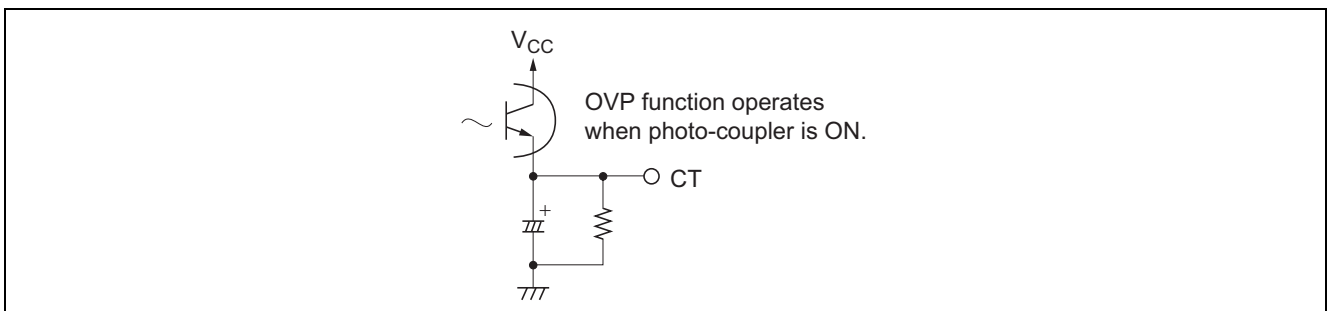 VCC
OVP function operates
when photo-coupler is ON.
CT
+